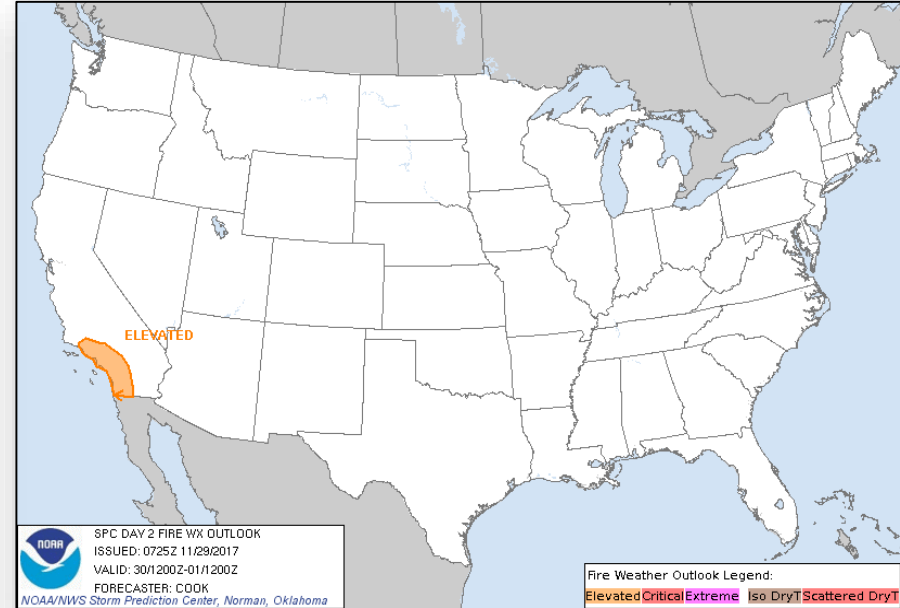 ELEVATED
NOAA
SPC DAY 2 FIRE WX OUTLOOK
ISSUED: 0725Z 11/29/2017
VALID: 30/1200Z-01/1200Z
FORECASTER: COOK
NOAA/NWS Storm Prediction Center, Norman, Oklahoma
Fire Weather Outlook Legend:
Elevated Critical Extreme Iso DryT Scattered DryT